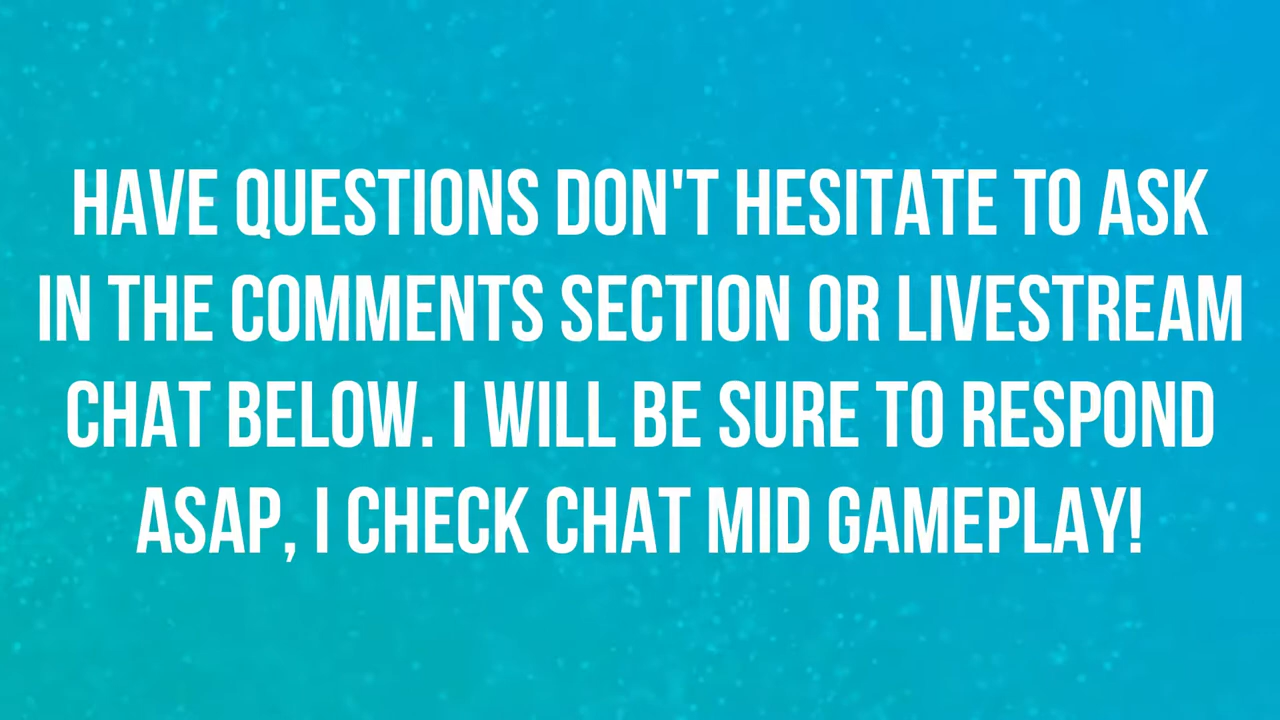 HAVE QUESTIONS DON'T HESITATE TO ASK
IN THE COMMENTS SECTION OR LIVESTREAM
CHAT BELOW. I WILL BE SURE TO RESPOND
ASAP, I CHECK CHAT MID GAMEPLAY!